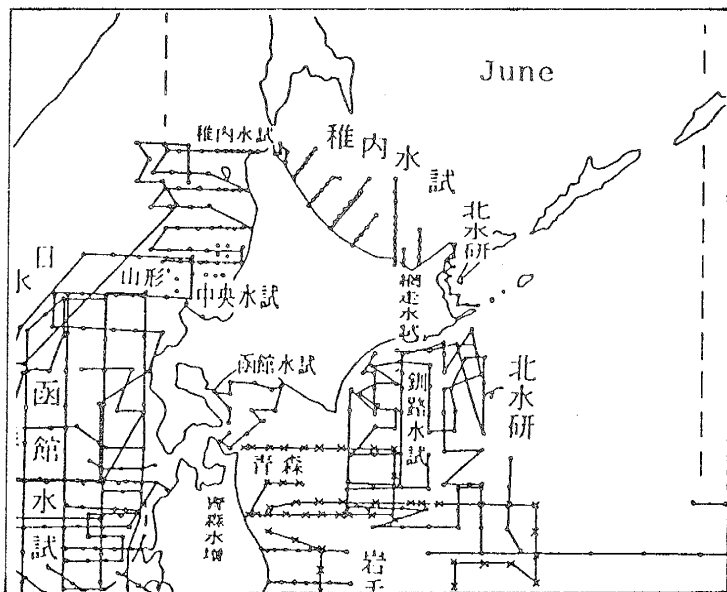 June
稚内水試
稚内水試
北水研
日水
山形
中央水試
網走水試
函館水試
釧路水試
北水研
函館水試
青森
青森水増
岩手